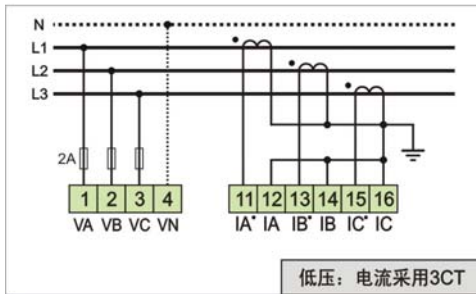 N
L1
L2
L3
2A
1 2 3 4 11 12 13 14 15 16
VA VB VC VN IA• IA IB• IB IC• IC
低压：电流采用3CT